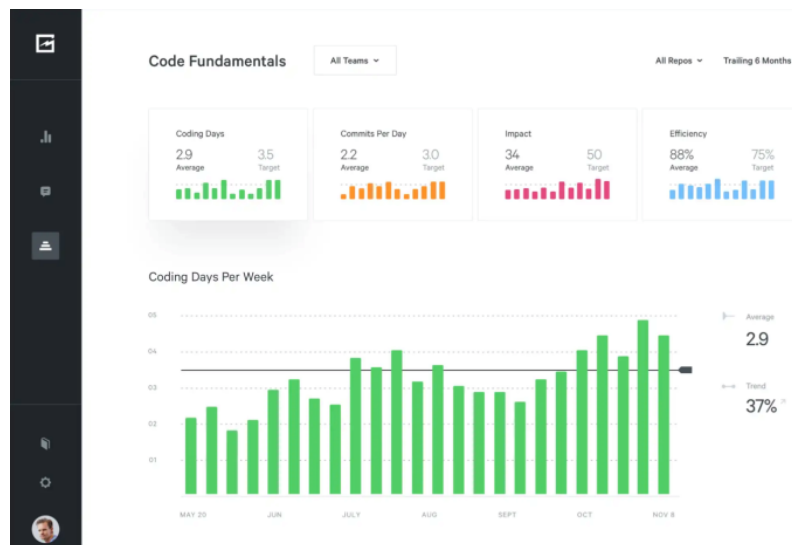 Code Fundamentals
All Teams
All Repos
Trailing 6 Months
Coding Days
2.9
3.5
Average
Target
Commits Per Day
2.2
3.0
Average
Target
Impact
34
50
Average
Target
Efficiency
88%
75%
Average
Target
Coding Days Per Week
05
04
03
02
01
MAY 20
JUN
JULY
AUG
SEPT
OCT
NOV 8
Average
2.9
Trend
37%